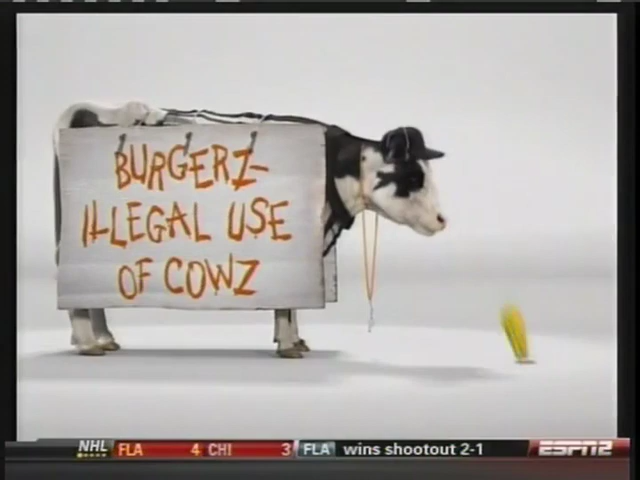 BURGERZ-
ILLEGAL USE
OF COWZ
NHL FLA 4 CHI 3 FLA wins shootout 2-1 ESPN2